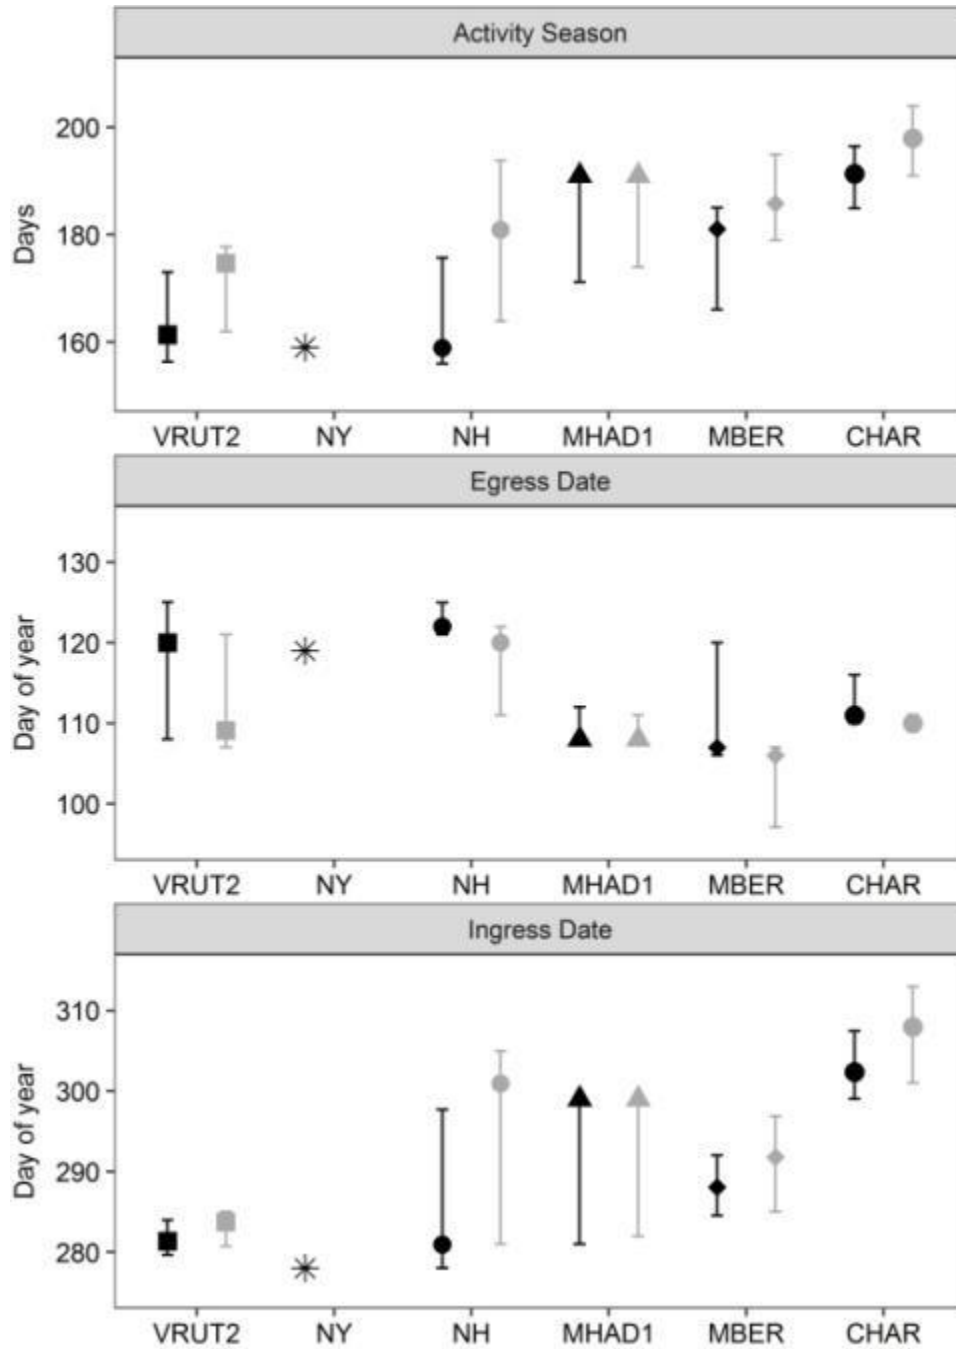 Activity Season
Days
200
180
160
VRUT2 NY NH MHAD1 MBER CHAR
Egress Date
Day of year
130
120
110
100
VRUT2 NY NH MHAD1 MBER CHAR
Ingress Date
Day of year
310
300
290
280
VRUT2 NY NH MHAD1 MBER CHAR